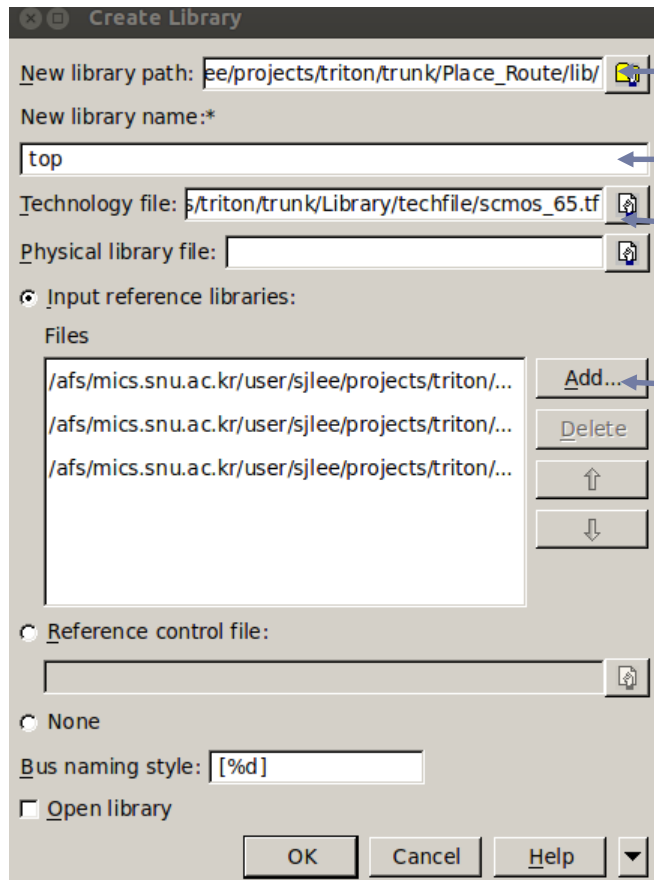 Create Library
New library path: ee/projects/triton/trunk/Place_Route/lib/
New library name:*
top
Technology file: s/triton/trunk/Library/techfile/scmos_65.tf
Physical library file:
Input reference libraries:
Files
/afs/mics.snu.ac.kr/user/sjlee/projects/triton/...
Add...
/afs/mics.snu.ac.kr/user/sjlee/projects/triton/...
Delete
/afs/mics.snu.ac.kr/user/sjlee/projects/triton/...
Reference control file:
None
Bus naming style: [%d]
Open library
OK Cancel Help